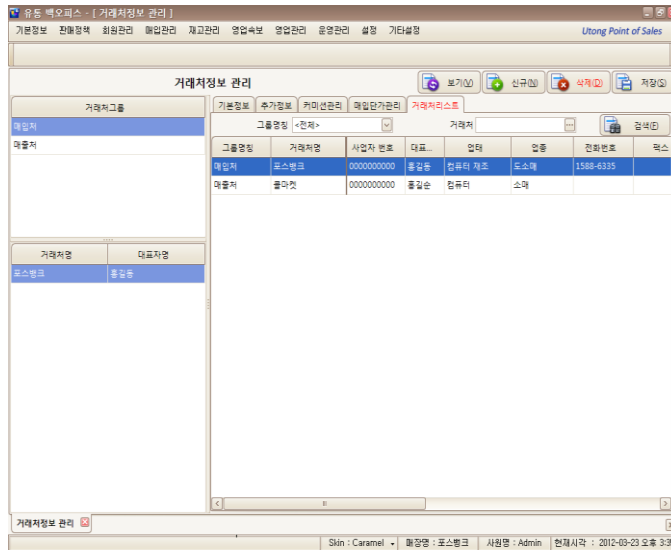 유통 백오피스 - [ 거래처정보 관리 ]
기본정보 판매정책 회원관리 매입관리 재고관리 영업속보 영업관리 운영관리 설정 기타설정 Utong Point of Sales
거래처정보 관리 보기(V) 신규(N) 삭제(D) 저장(S)
거래처그룹
매입처
매출처
기본정보 추가정보 커미션관리 매입단가관리 거래처리스트
그룹명칭 <전체> 거래처 검색(F)
그룹명칭 거래처명 사업자 번호 대표... 업태 업종 전화번호 팩스
매입처 포스뱅크 0000000000 홍길동 컴퓨터 재조 도소매 1588-6335
매출처 쿨마켓 0000000000 홍길순 컴퓨터 소매
거래처명 대표자명
포스뱅크 홍길동
거래처정보 관리
Skin : Caramel 매장명 : 포스뱅크 사원명 : Admin 현재시각 : 2012-03-23 오후 3:3